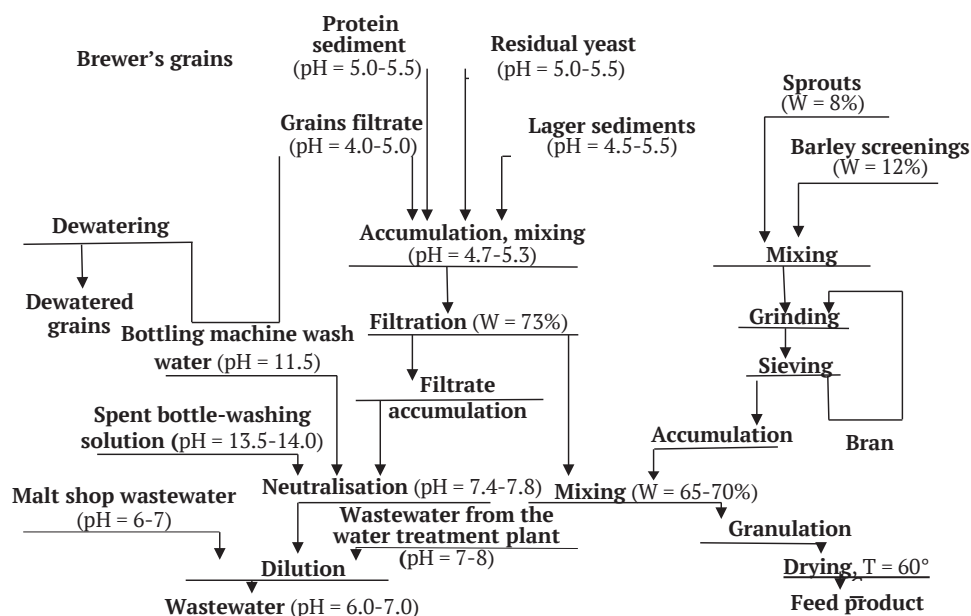 Protein
sediment
(pH = 5.0-5.5)
Residual yeast
(pH = 5.0-5.5)
Brewer's grains
Sprouts
(W = 8%)
Grains filtrate
(pH = 4.0-5.0)
Lager sediments
(pH = 4.5-5.5)
Barley screenings
(W = 12%)
Dewatering
Accumulation, mixing
(pH = 4.7-5.3)
Mixing
Dewatered
grains
Bottling machine wash
water (pH = 11.5)
Filtration (W = 73%)
Grinding
Sieving
Filtrate
accumulation
Spent bottle-washing
solution (pH = 13.5-14.0)
Accumulation
Bran
Malt shop wastewater
(pH = 6-7)
Neutralisation (pH = 7.4-7.8)
Mixing (W = 65-70%)
Wastewater from the
water treatment plant
(pH = 7-8)
Granulation
Dilution
Drying, T = 60°
Wastewater (pH = 6.0-7.0)
Feed product